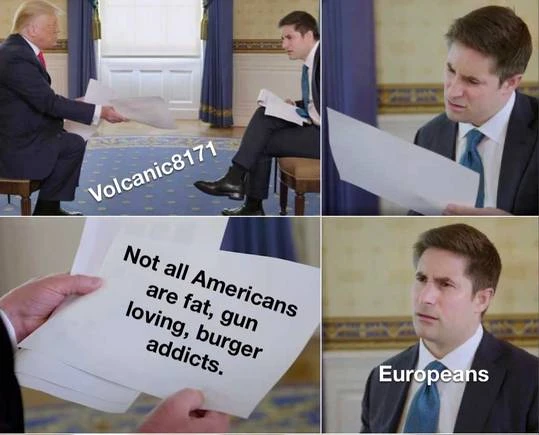 Volcanic8171
Not all Americans
are fat, gun
loving, burger
addicts.
Europeans